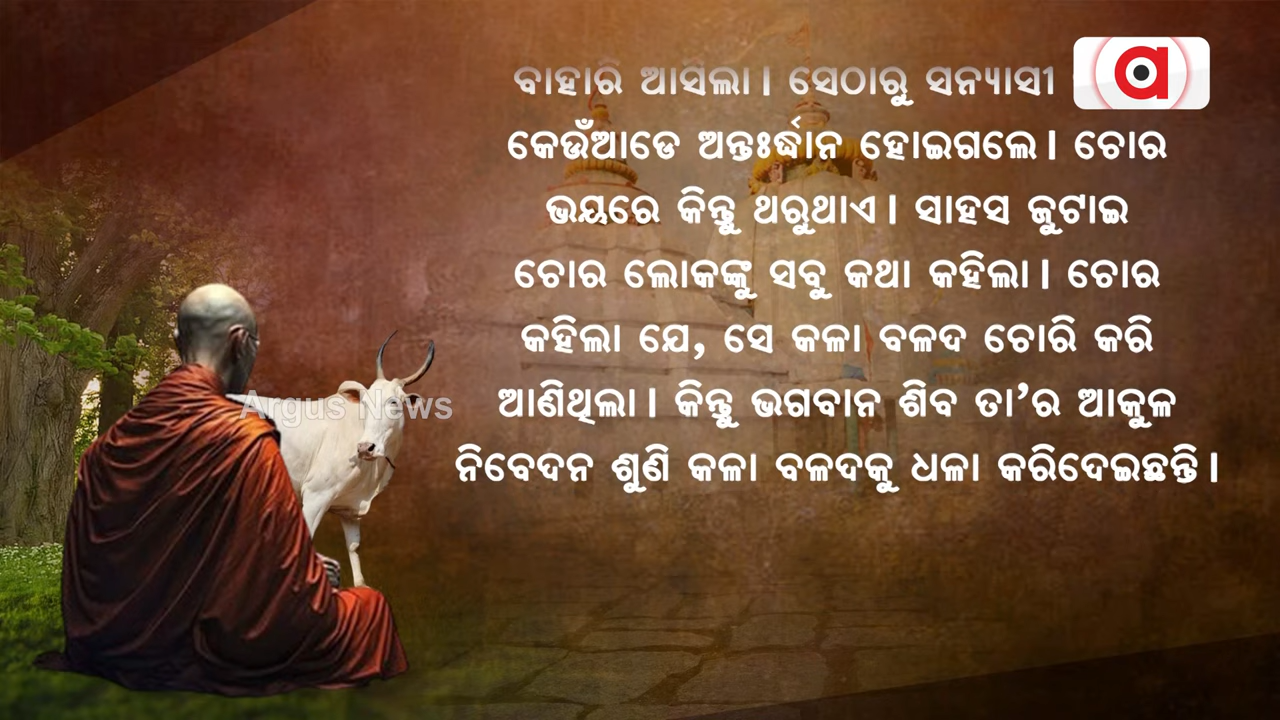 ବାହାରି ଆସିଲା। ସେଠାରୁ ସନ୍ୟାସୀ
କେଉଁଆଡେ ଅନ୍ତଃର୍ଦ୍ଧାନ ହୋଇଗଲେ। ଚୋର
ଭୟରେ କିନ୍ତୁ ଥରୁଥାଏ। ସାହସ ଜୁଟାଇ
ଚୋର ଲୋକଙ୍କୁ ସବୁ କଥା କହିଲା। ଚୋର
କହିଲା ଯେ, ସେ କଳା ବଳଦ ଚୋରି କରି
ଆଣିଥିଲା। କିନ୍ତୁ ଭଗବାନ ଶିବ ତା’ର ଆକୁଳ
ନିବେଦନ ଶୁଣି କଳା ବଳଦକୁ ଧଳା କରିଦେଇଛନ୍ତି।
a
Argus News